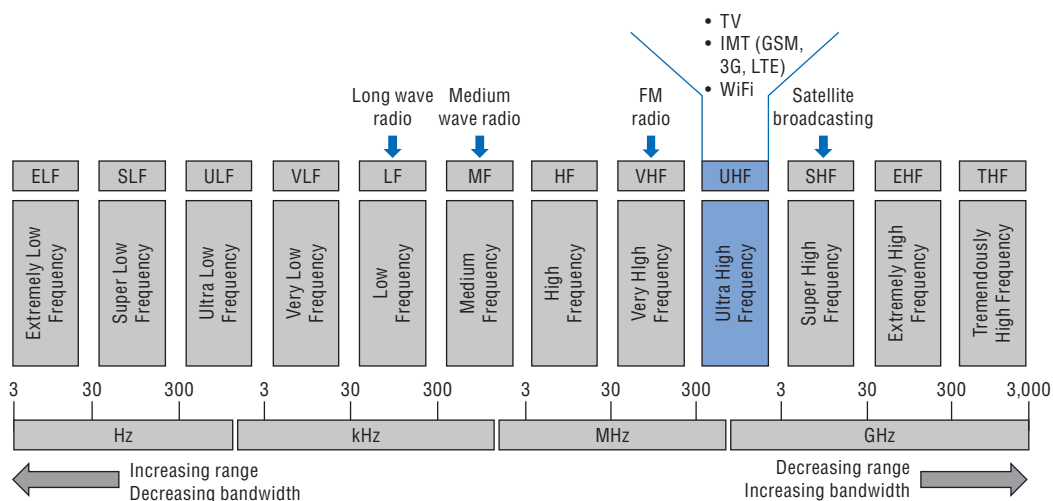 • TV
• IMT (GSM,
3G, LTE)
• WiFi
Long wave
radio
Medium
wave radio
FM
radio
Satellite
broadcasting
ELF
SLF
ULF
VLF
LF
MF
HF
VHF
UHF
SHF
EHF
THF
Extremely Low
Frequency
Super Low
Frequency
Ultra Low
Frequency
Very Low
Frequency
Low
Frequency
Medium
Frequency
High
Frequency
Very HIgh
Frequency
Ultra High
Frequency
Super High
Frequency
Extremely High
Frequency
Tremendously
High Frequency
3 30 300 3 30 300 3 30 300 3 30 300 3,000
Hz kHz MHz GHz
Increasing range
Decreasing bandwidth
Decreasing range
Increasing bandwidth